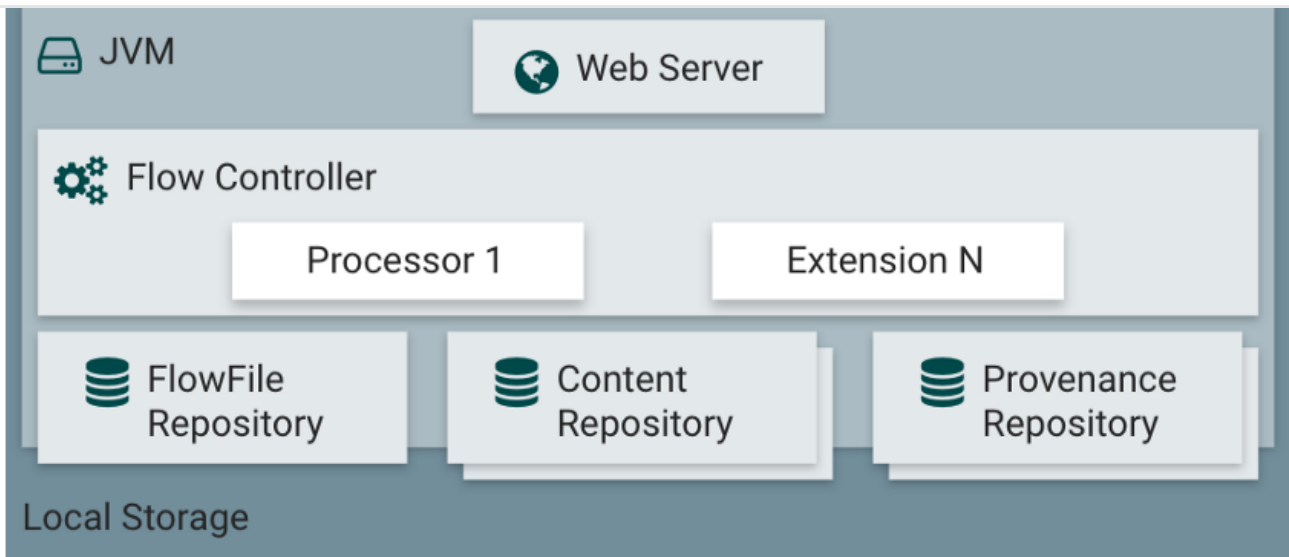 JVM
Web Server
Flow Controller
Processor 1
Extension N
FlowFile
Repository
Content
Repository
Provenance
Repository
Local Storage